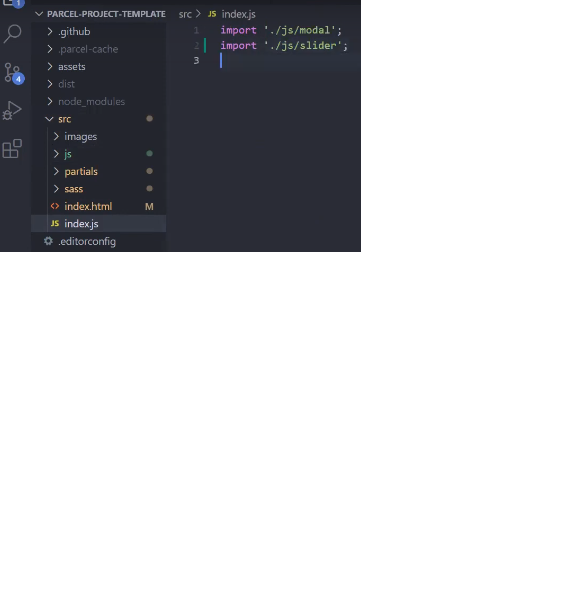 1
PARCEL-PROJECT-TEMPLATE
.github
.parcel-cache
assets
dist
node_modules
src
images
js
partials
sass
<> index.html M
JS index.js
.editorconfig
4
src > JS index.js
1 import './js/modal';
2 import './js/slider';
3